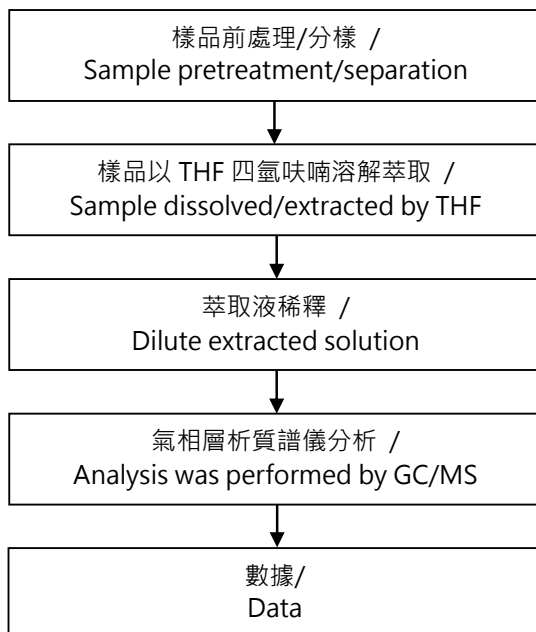 樣品前處理/分樣 /
Sample pretreatment/separation
樣品以 THF 四氫呋喃溶解萃取 /
Sample dissolved/extracted by THF
萃取液稀釋 /
Dilute extracted solution
氣相層析質譜儀分析 /
Analysis was performed by GC/MS
數據/
Data